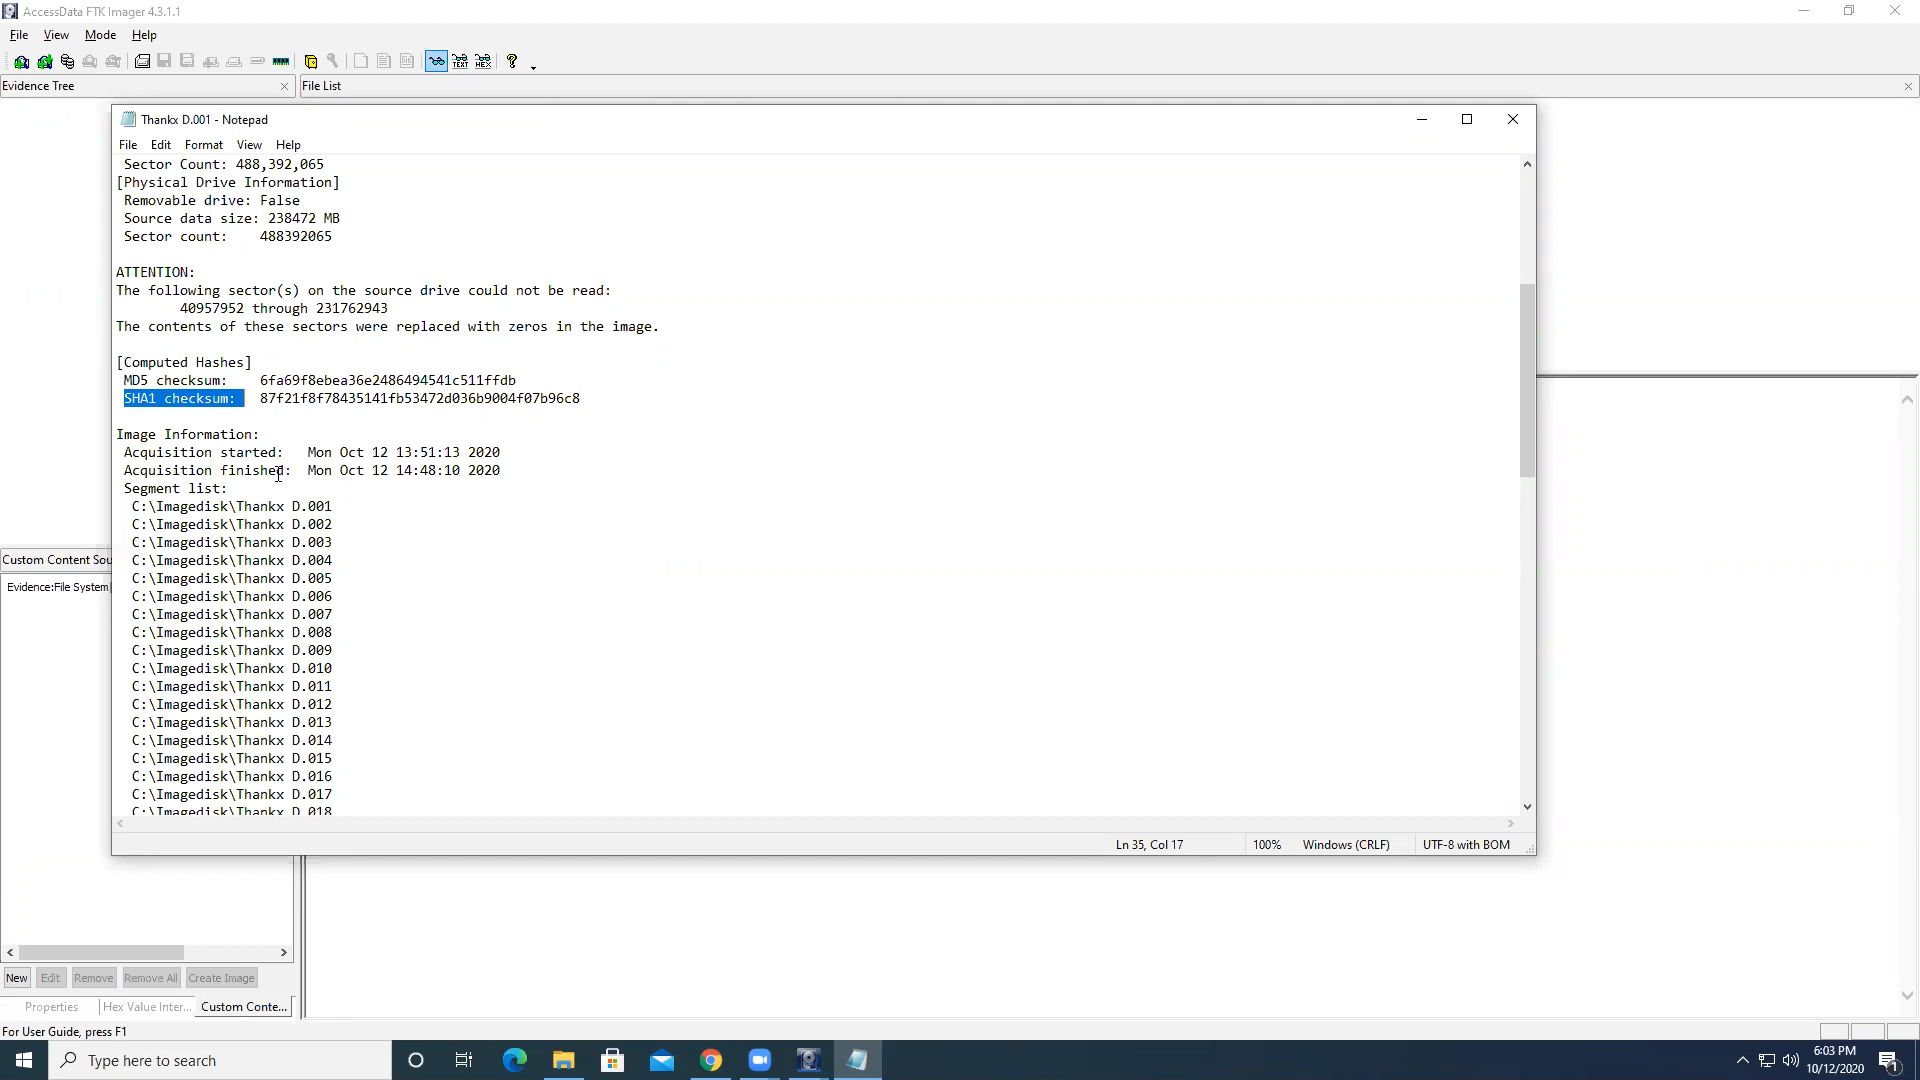 AccessData FTK Imager 4.3.1.1
File View Mode Help
TEXT HEX ?
Evidence Tree
File List
Thankx D.001 - Notepad
File Edit Format View Help
Sector Count: 488,392,065
[Physical Drive Information]
Removable drive: False
Source data size: 238472 MB
Sector count: 488392065
ATTENTION:
The following sector(s) on the source drive could not be read:
40957952 through 231762943
The contents of these sectors were replaced with zeros in the image.
[Computed Hashes]
MD5 checksum: 6fa69f8ebea36e2486494541c511ffdb
SHA1 checksum: 87f21f8f78435141fb53472d036b9004f07b96c8
Image Information:
Acquisition started: Mon Oct 12 13:51:13 2020
Acquisition finished: Mon Oct 12 14:48:10 2020
Segment list:
C:\Imagedisk\Thankx D.001
C:\Imagedisk\Thankx D.002
C:\Imagedisk\Thankx D.003
C:\Imagedisk\Thankx D.004
C:\Imagedisk\Thankx D.005
C:\Imagedisk\Thankx D.006
C:\Imagedisk\Thankx D.007
C:\Imagedisk\Thankx D.008
C:\Imagedisk\Thankx D.009
C:\Imagedisk\Thankx D.010
C:\Imagedisk\Thankx D.011
C:\Imagedisk\Thankx D.012
C:\Imagedisk\Thankx D.013
C:\Imagedisk\Thankx D.014
C:\Imagedisk\Thankx D.015
C:\Imagedisk\Thankx D.016
C:\Imagedisk\Thankx D.017
C:\Imagedisk\Thankx D.018
Ln 35, Col 17 100% Windows (CRLF) UTF-8 with BOM
Custom Content Sou
Evidence:File System
New Edit Remove Remove All Create Image
Properties Hex Value Inter... Custom Conte...
For User Guide, press F1
Type here to search
6:03 PM
10/12/2020
1